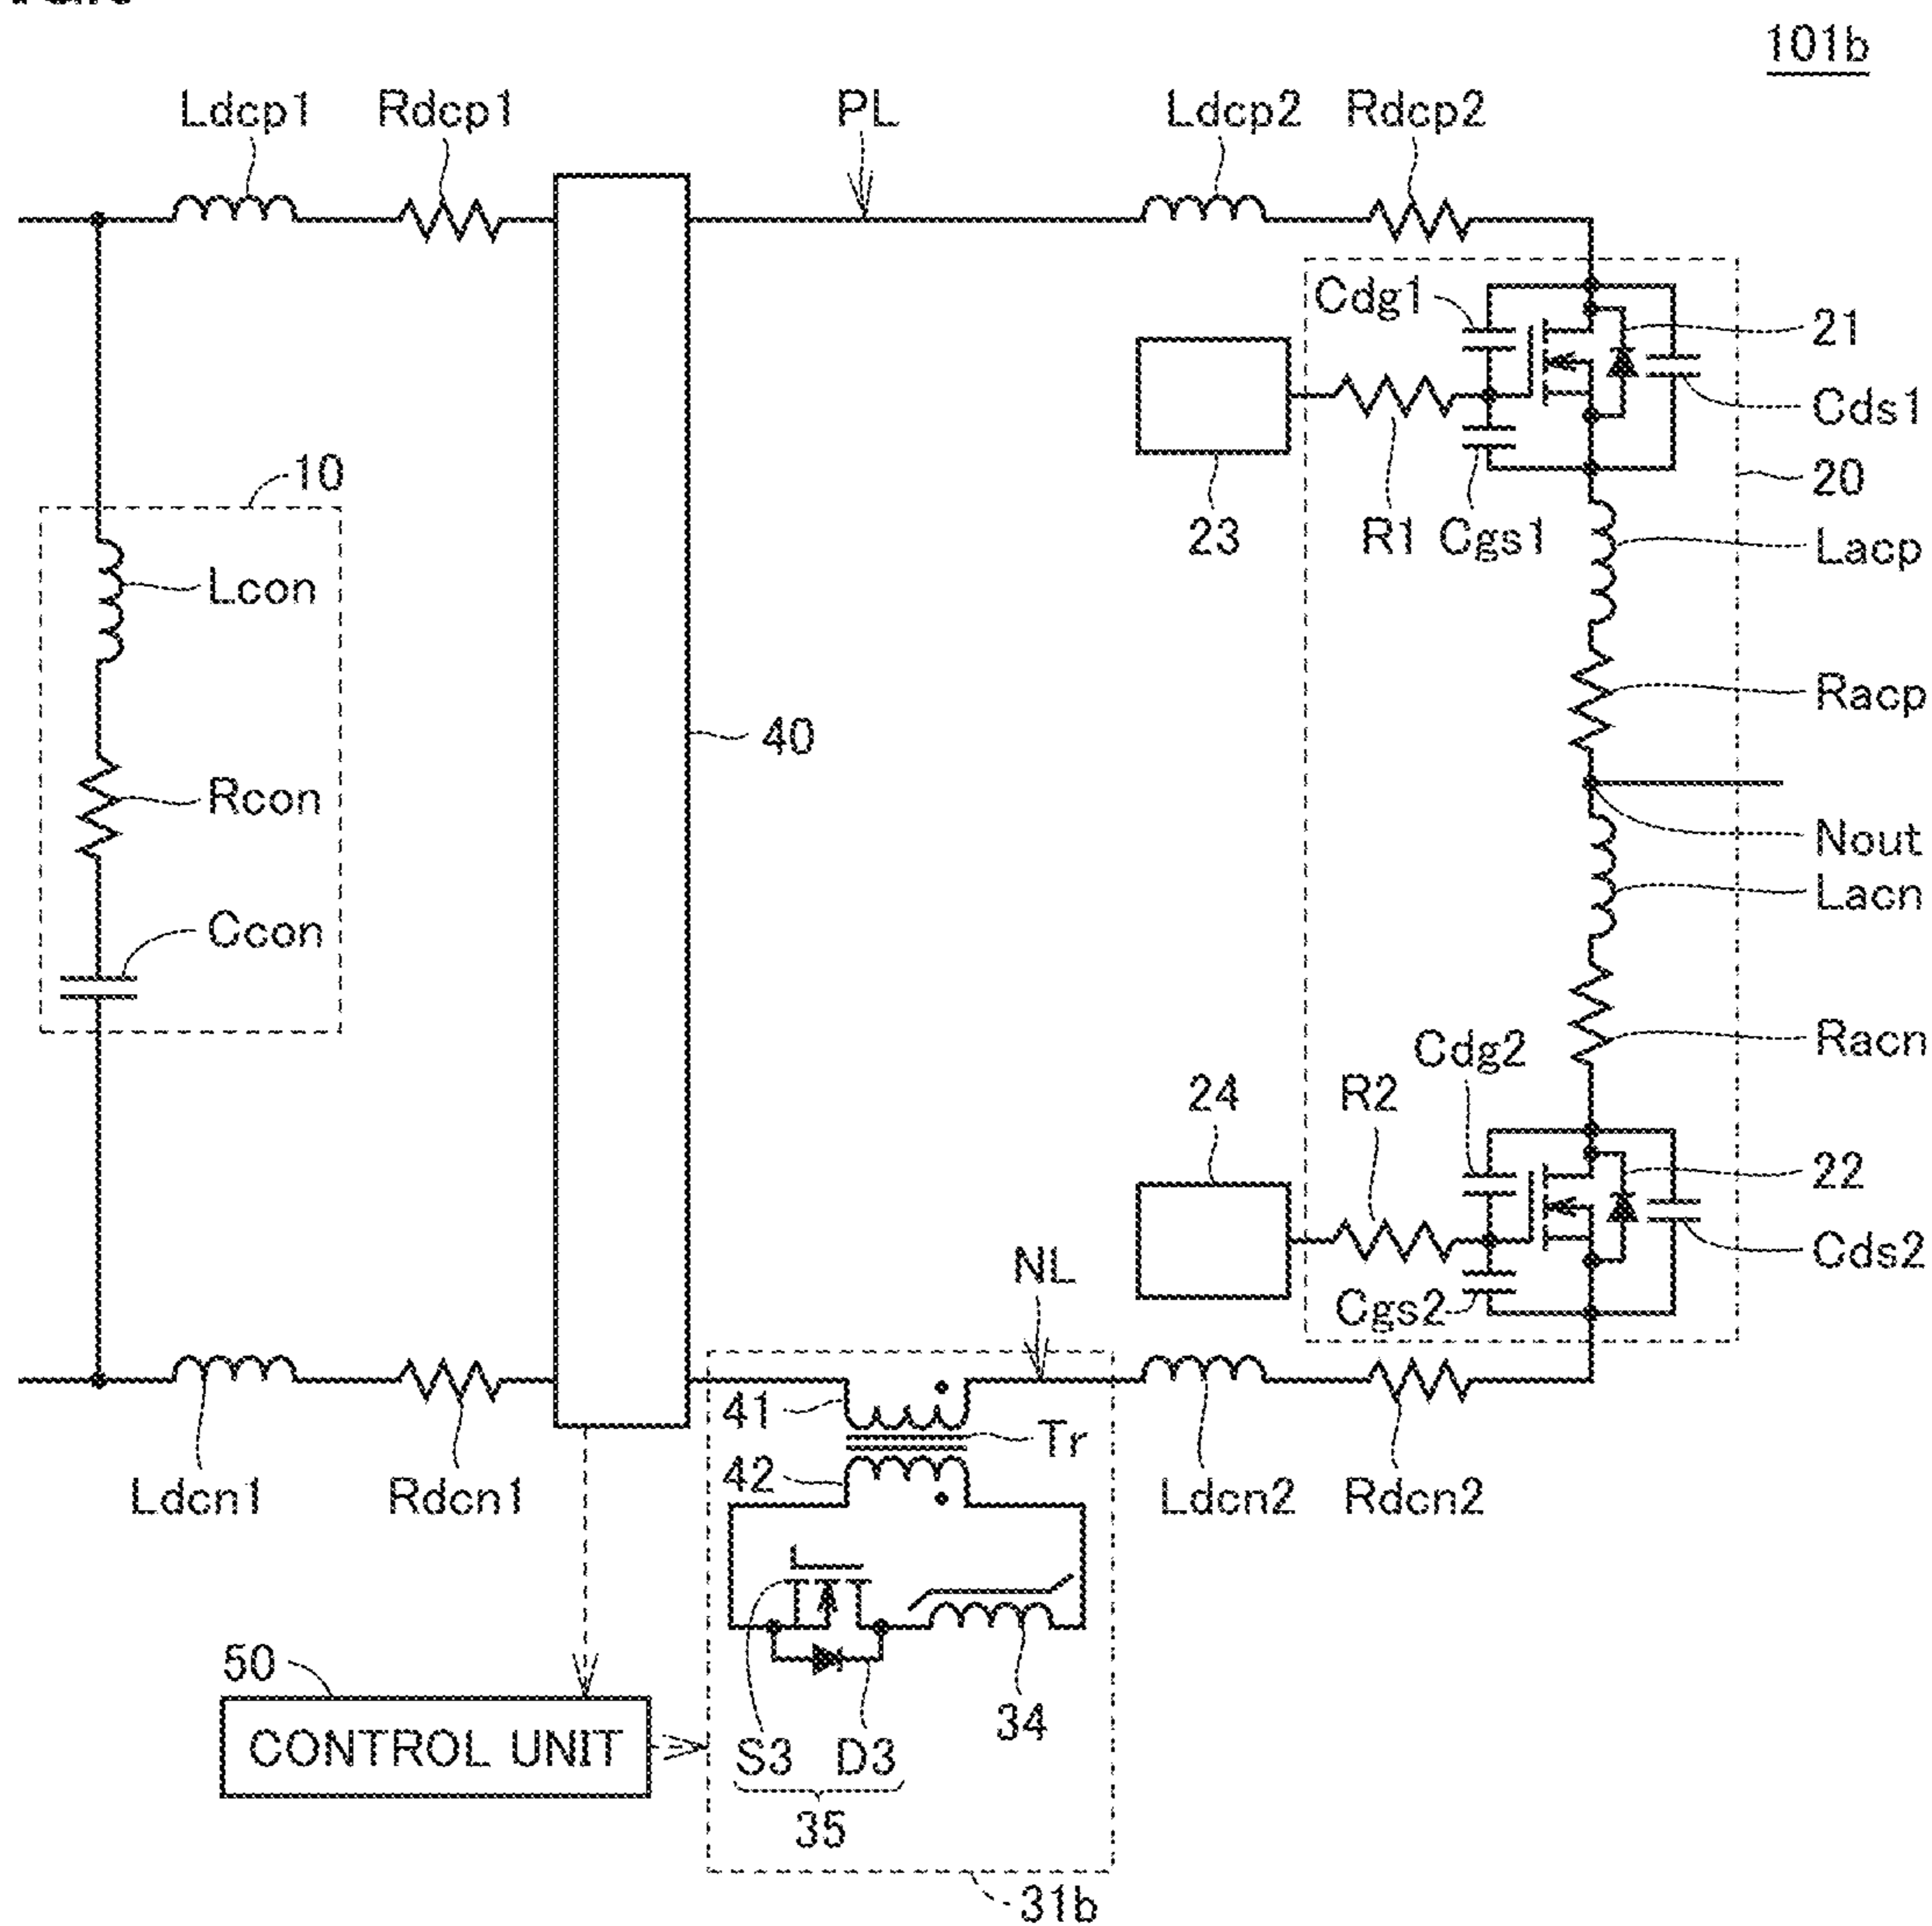 101b
Ldcp1 Rdcp1 PL Ldcp2 Rdcp2
Cdg1
21
Cds1
10
20
23 R1 Cgs1
Lacp
Lcon
Racp
40
Rcon
Nout
Lacn
Ccon
Racn
Cdg2
24 R2
22
NL
Cds2
Cgs2
41
Tr
42
Ldcn1 Rdcn1 Ldcn2 Rdcn2
50
34
CONTROL UNIT
S3 D3
35
31b